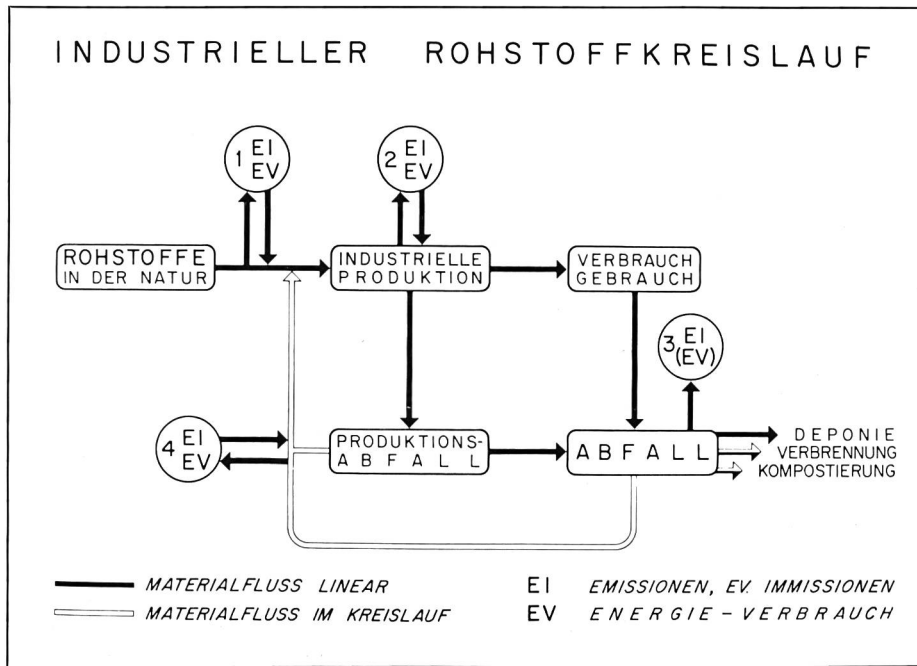 INDUSTRIELLER ROHSTOFFKREISLAUF
1 EI
EV
2 EI
EV
ROHSTOFFE
IN DER NATUR
INDUSTRIELLE
PRODUKTION
VERBRAUCH
GEBRAUCH
3 EI
(EV)
4 EI
EV
PRODUKTIONS-
ABFALL
ABFALL
DEPONIE
VERBRENNUNG
KOMPOSTIERUNG
MATERIALFLUSS LINEAR
MATERIALFLUSS IM KREISLAUF
EI EMISSIONEN, EV. IMMISSIONEN
EV ENERGIE-VERBRAUCH